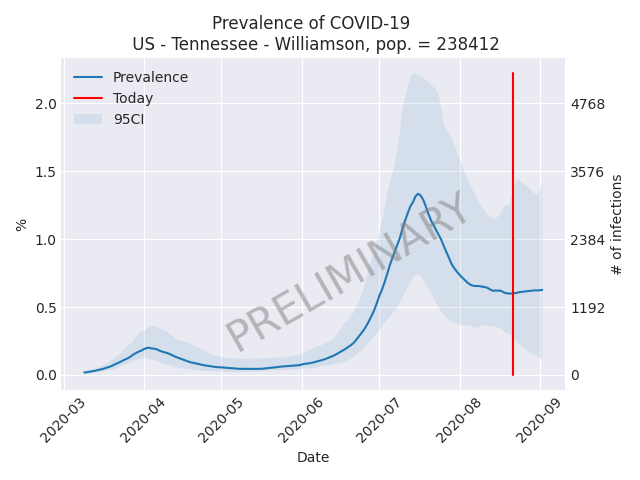 Prevalence of COVID-19
US - Tennessee - Williamson, pop. = 238412
Prevalence
Today
95CI
2.0
1.5
1.0
0.5
0.0
%
4768
3576
2384
1192
0
# of infections
PRELIMINARY
2020-03
2020-04
2020-05
2020-06
2020-07
2020-08
2020-09
Date